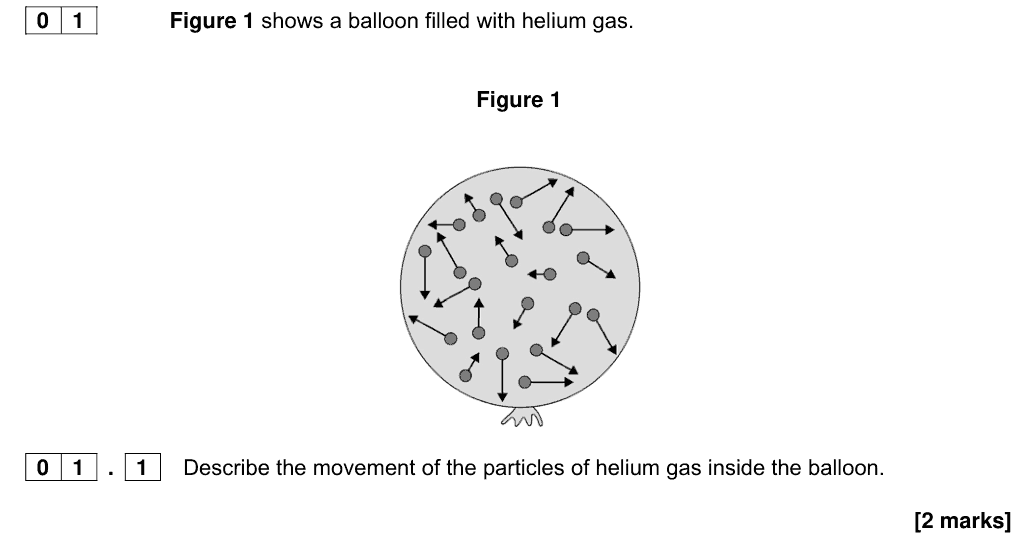 0 1 Figure 1 shows a balloon filled with helium gas.
Figure 1
0 1 . 1 Describe the movement of the particles of helium gas inside the balloon.
[2 marks]